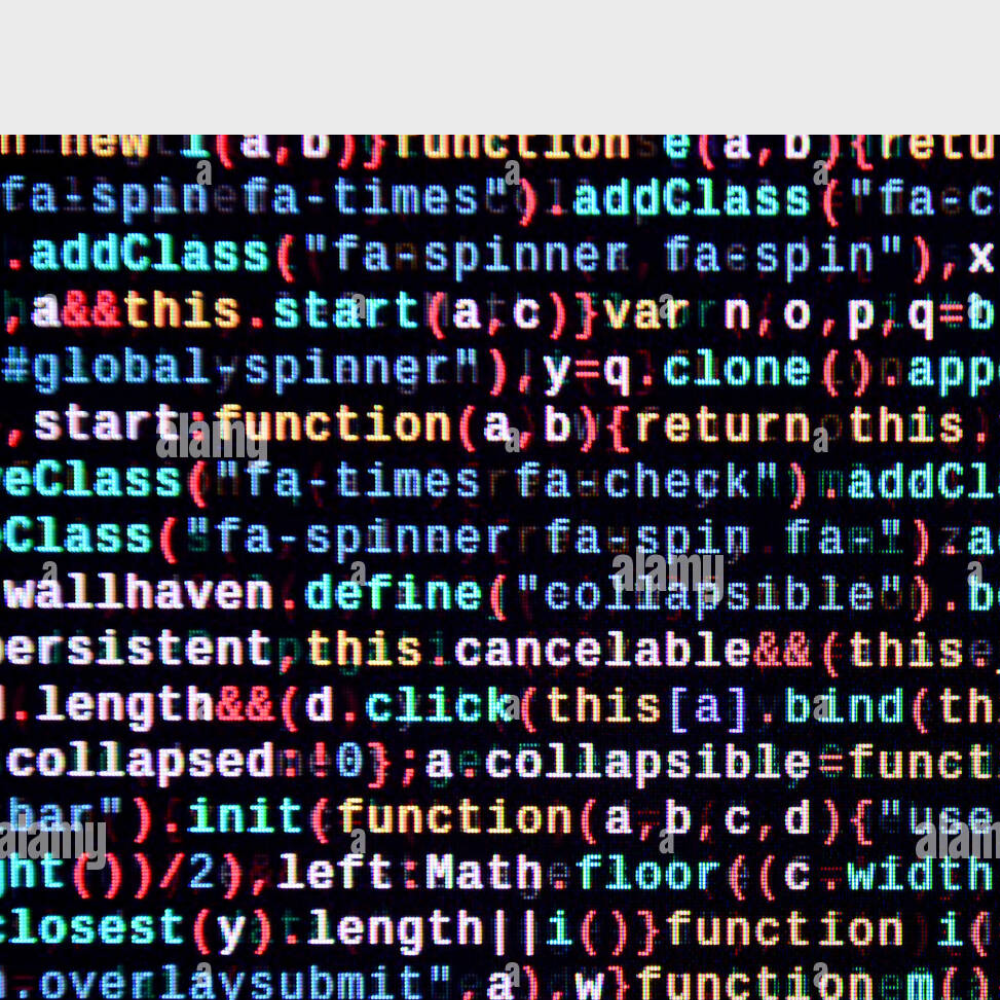 new i(a,b)}function e(a,b){retu
fa-spin fa-times").addClass("fa-c
.addClass("fa-spinner fa-spin"),x
,a&&this.start(a,c)}var n,o,p,q=b
#global-spinner"),y=q.clone().app
,start:function(a,b){return this.
eClass("fa-times fa-check").addCl
Class("fa-spinner fa-spin fa-").a
wallhaven.define("collapsible").b
ersistent,this.cancelable&&(this.
.length&&(d.click(this[a].bind(th
collapsed:!0};a.collapsible=funct
bar").init(function(a,b,c,d){"use
ght())/2),left:Math.floor((c.width
closest(y).length||i()}function i(
.overlaysubmit",a),w}function m()
alamy
alamy
alamy